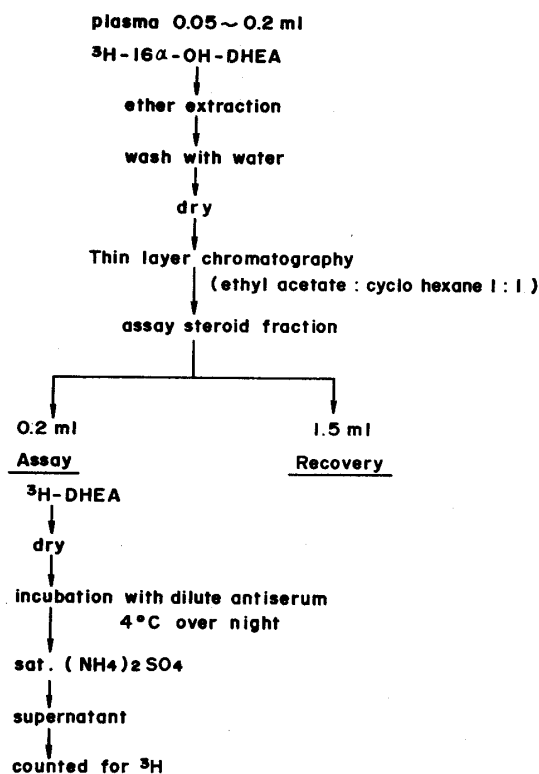 plasma 0.05～0.2 ml
³H-16α-OH-DHEA
ether extraction
wash with water
dry
Thin layer chromatography
(ethyl acetate : cyclo hexane 1 : 1 )
assay steroid fraction
0.2 ml
1.5 ml
Assay
Recovery
³H-DHEA
dry
incubation with dilute antiserum
4°C over night
sat. ( NH4)2 SO4
supernatant
counted for ³H